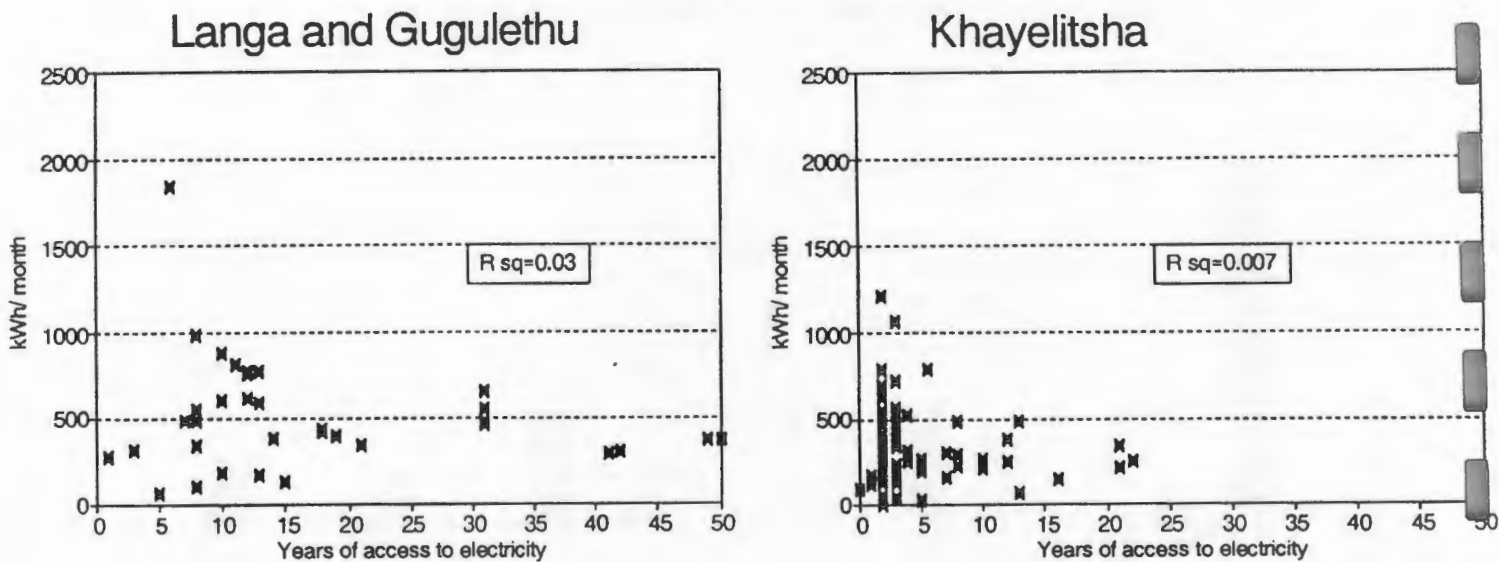 Langa and Gugulethu
2500
2000
1500
1000
500
0
kWh/ month
R sq=0.03
0 5 10 15 20 25 30 35 40 45 50
Years of access to electricity
Khayelitsha
2500
2000
1500
1000
500
0
kWh/ month
R sq=0.007
0 5 10 15 20 25 30 35 40 45 50
Years of access to electricity